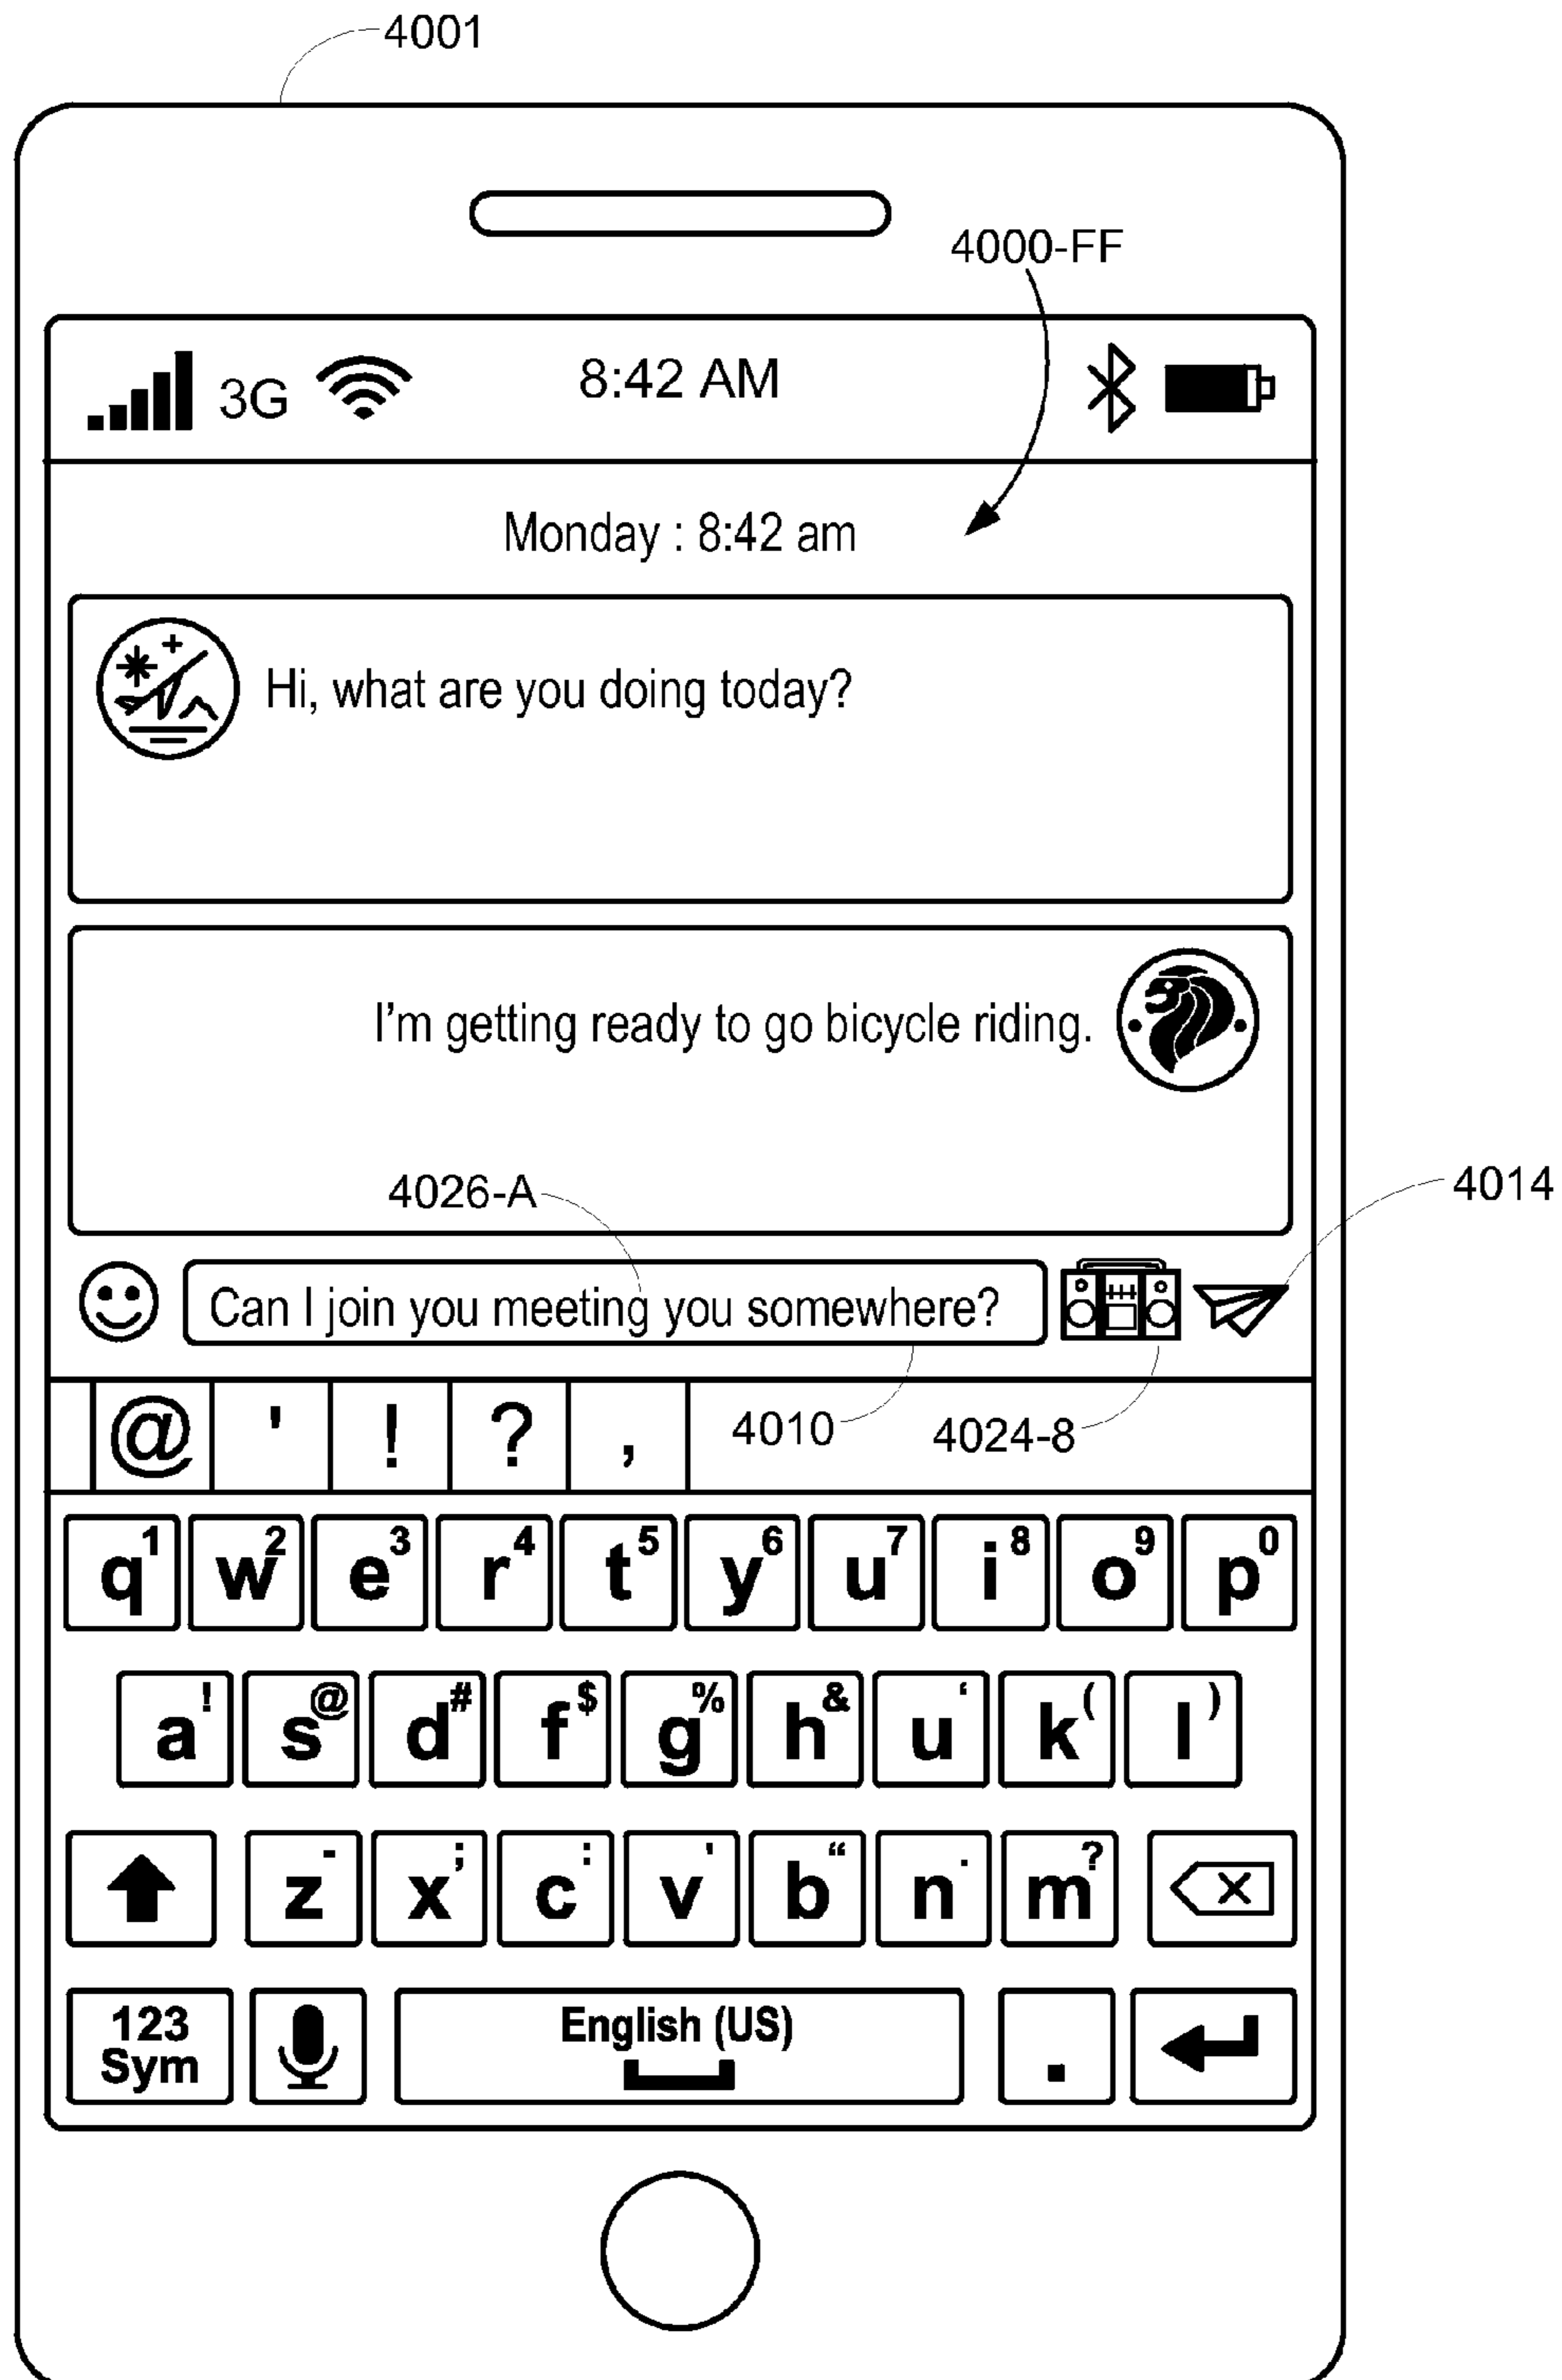 4001
4000-FF
3G 8:42 AM
Monday : 8:42 am
Hi, what are you doing today?
I'm getting ready to go bicycle riding.
4026-A
4014
Can I join you meeting you somewhere?
@ ' ! ? ,
4010
4024-8
q1 w2 e3 r4 t5 y6 u7 i8 o9 p0
a! s@ d# f$ g% h& u‘ k( l)
z- x; c: v' b“ n. m?
123
Sym
English (US)
.